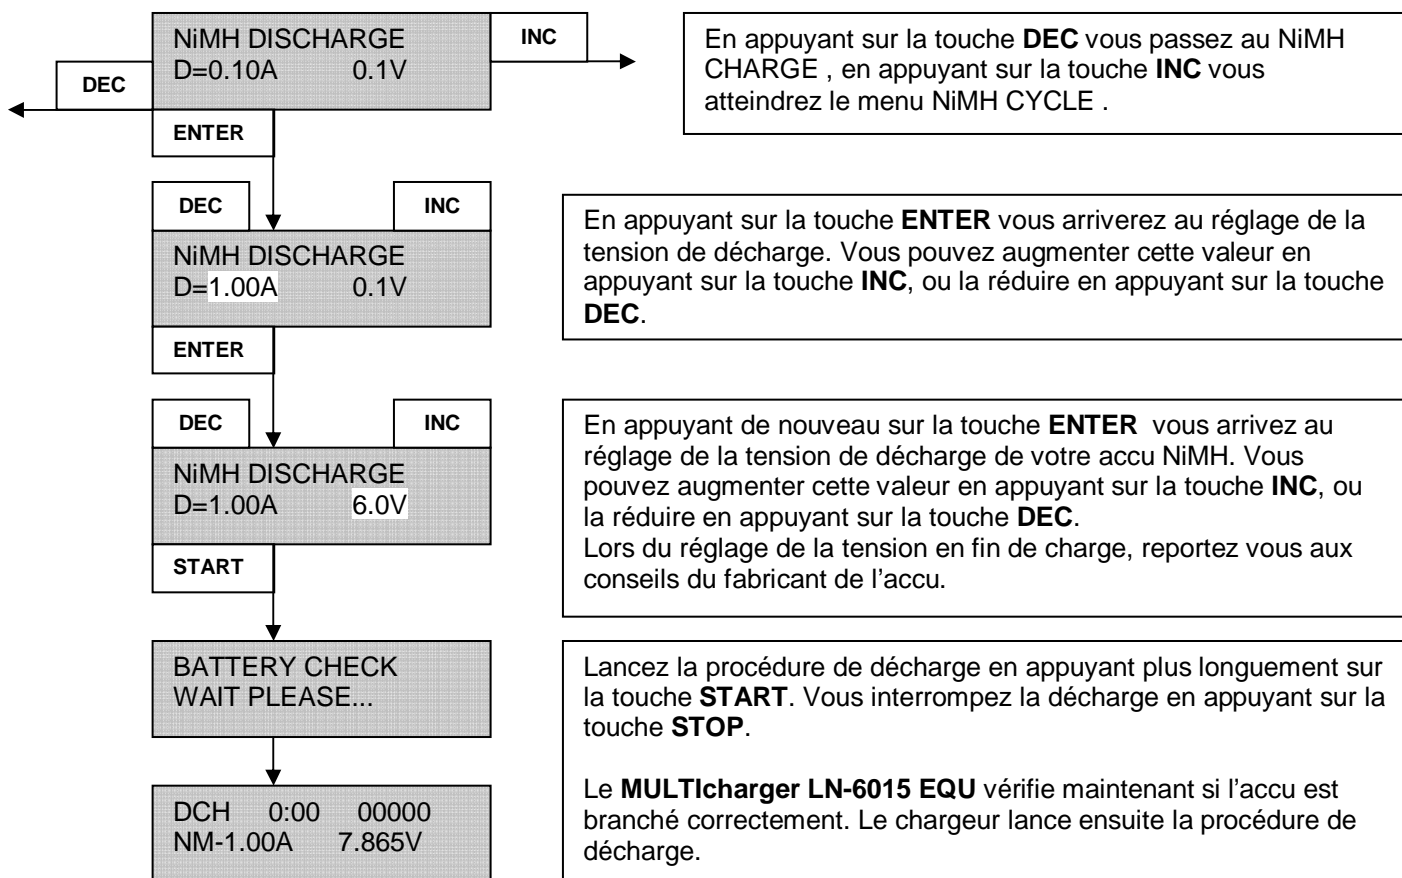 NiMH DISCHARGE
D=0.10A 0.1V
INC
DEC
ENTER
En appuyant sur la touche DEC vous passez au NiMH
CHARGE , en appuyant sur la touche INC vous
atteindrez le menu NiMH CYCLE .
DEC
INC
NiMH DISCHARGE
D=1.00A 0.1V
ENTER
En appuyant sur la touche ENTER vous arriverez au réglage de la
tension de décharge. Vous pouvez augmenter cette valeur en
appuyant sur la touche INC, ou la réduire en appuyant sur la touche
DEC.
DEC
INC
NiMH DISCHARGE
D=1.00A 6.0V
START
En appuyant de nouveau sur la touche ENTER vous arrivez au
réglage de la tension de décharge de votre accu NiMH. Vous
pouvez augmenter cette valeur en appuyant sur la touche INC, ou
la réduire en appuyant sur la touche DEC.
Lors du réglage de la tension en fin de charge, reportez vous aux
conseils du fabricant de l'accu.
BATTERY CHECK
WAIT PLEASE...
Lancez la procédure de décharge en appuyant plus longuement sur
la touche START. Vous interrompez la décharge en appuyant sur la
touche STOP.
DCH 0:00 00000
NM-1.00A 7.865V
Le MULTIcharger LN-6015 EQU vérifie maintenant si l'accu est
branché correctement. Le chargeur lance ensuite la procédure de
décharge.